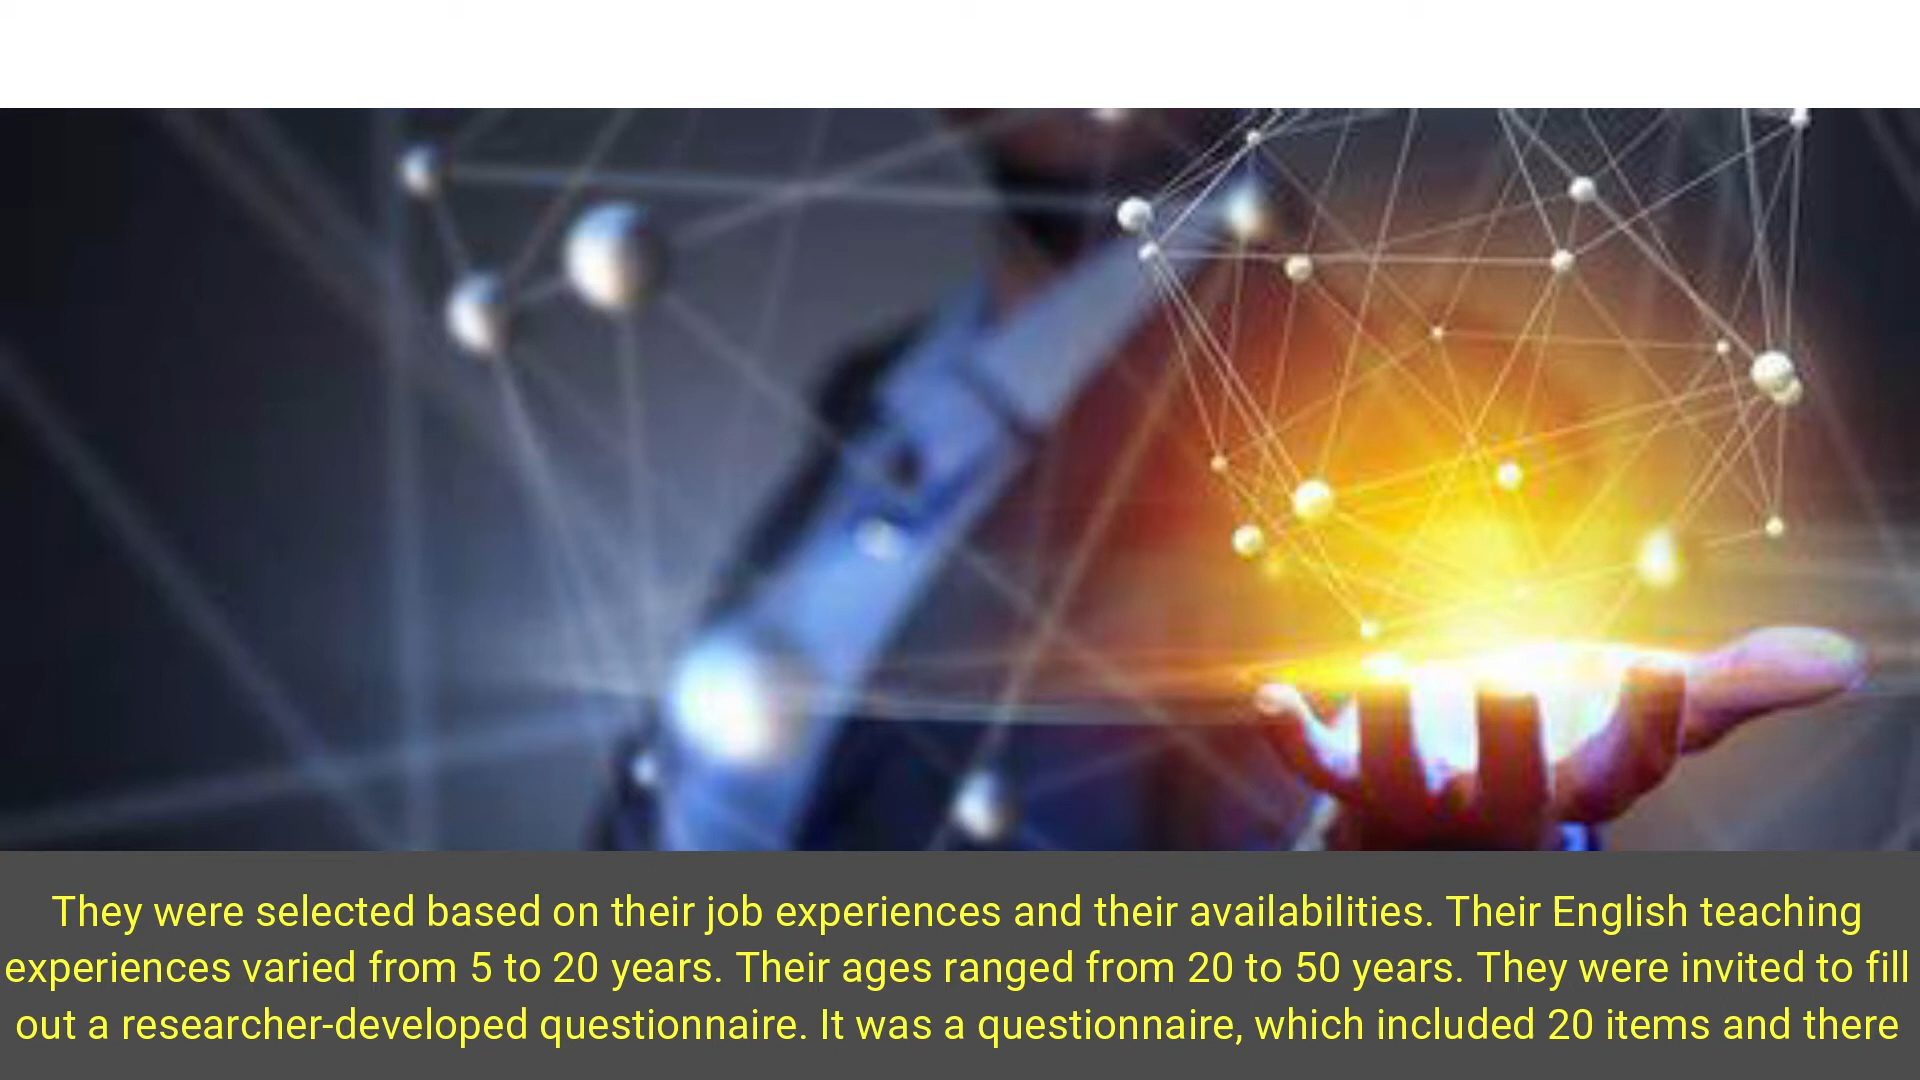 They were selected based on their job experiences and their availabilities. Their English teaching
experiences varied from 5 to 20 years. Their ages ranged from 20 to 50 years. They were invited to fill
out a researcher-developed questionnaire. It was a questionnaire, which included 20 items and there